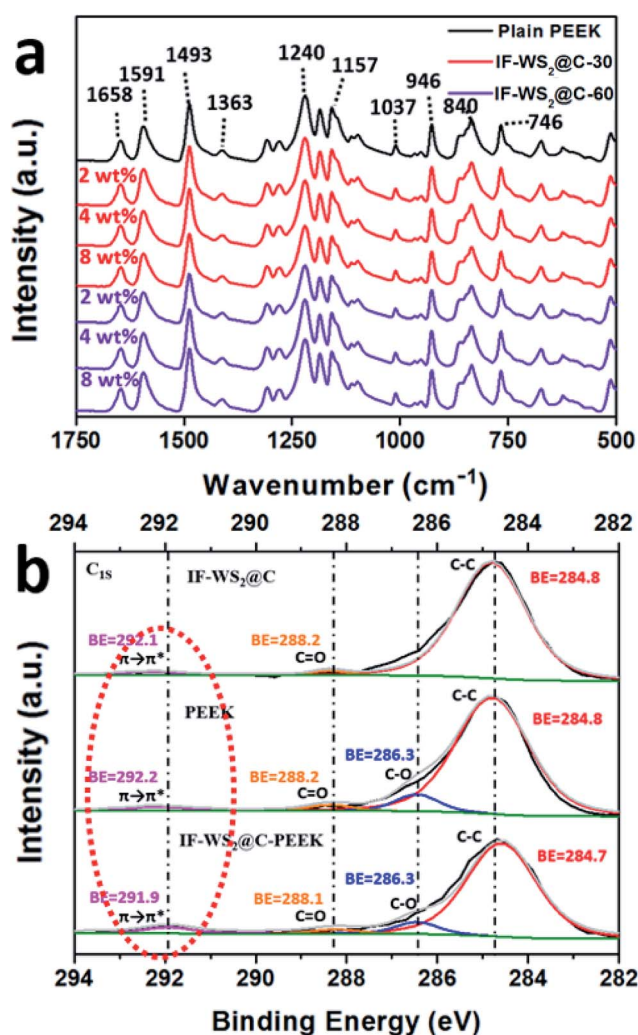 a
Plain PEEK
IF-WS₂@C-30
IF-WS₂@C-60
1658
1591
1493
1363
1240
1157
1037
946
840
746
2 wt%
4 wt%
8 wt%
2 wt%
4 wt%
8 wt%
Intensity (a.u.)
1750 1500 1250 1000 750 500
Wavenumber (cm⁻¹)
294 292 290 288 286 284 282
b
C₁S
IF-WS₂@C
C-C
BE=284.8
BE=292.1
π→π*
BE=288.2
C=O
PEEK
C-C
BE=284.8
BE=286.3
C-O
BE=292.2
π→π*
BE=288.2
C=O
IF-WS₂@C-PEEK
C-C
BE=284.7
BE=286.3
C-O
BE=291.9
π→π*
BE=288.1
C=O
Intensity (a.u.)
294 292 290 288 286 284 282
Binding Energy (eV)